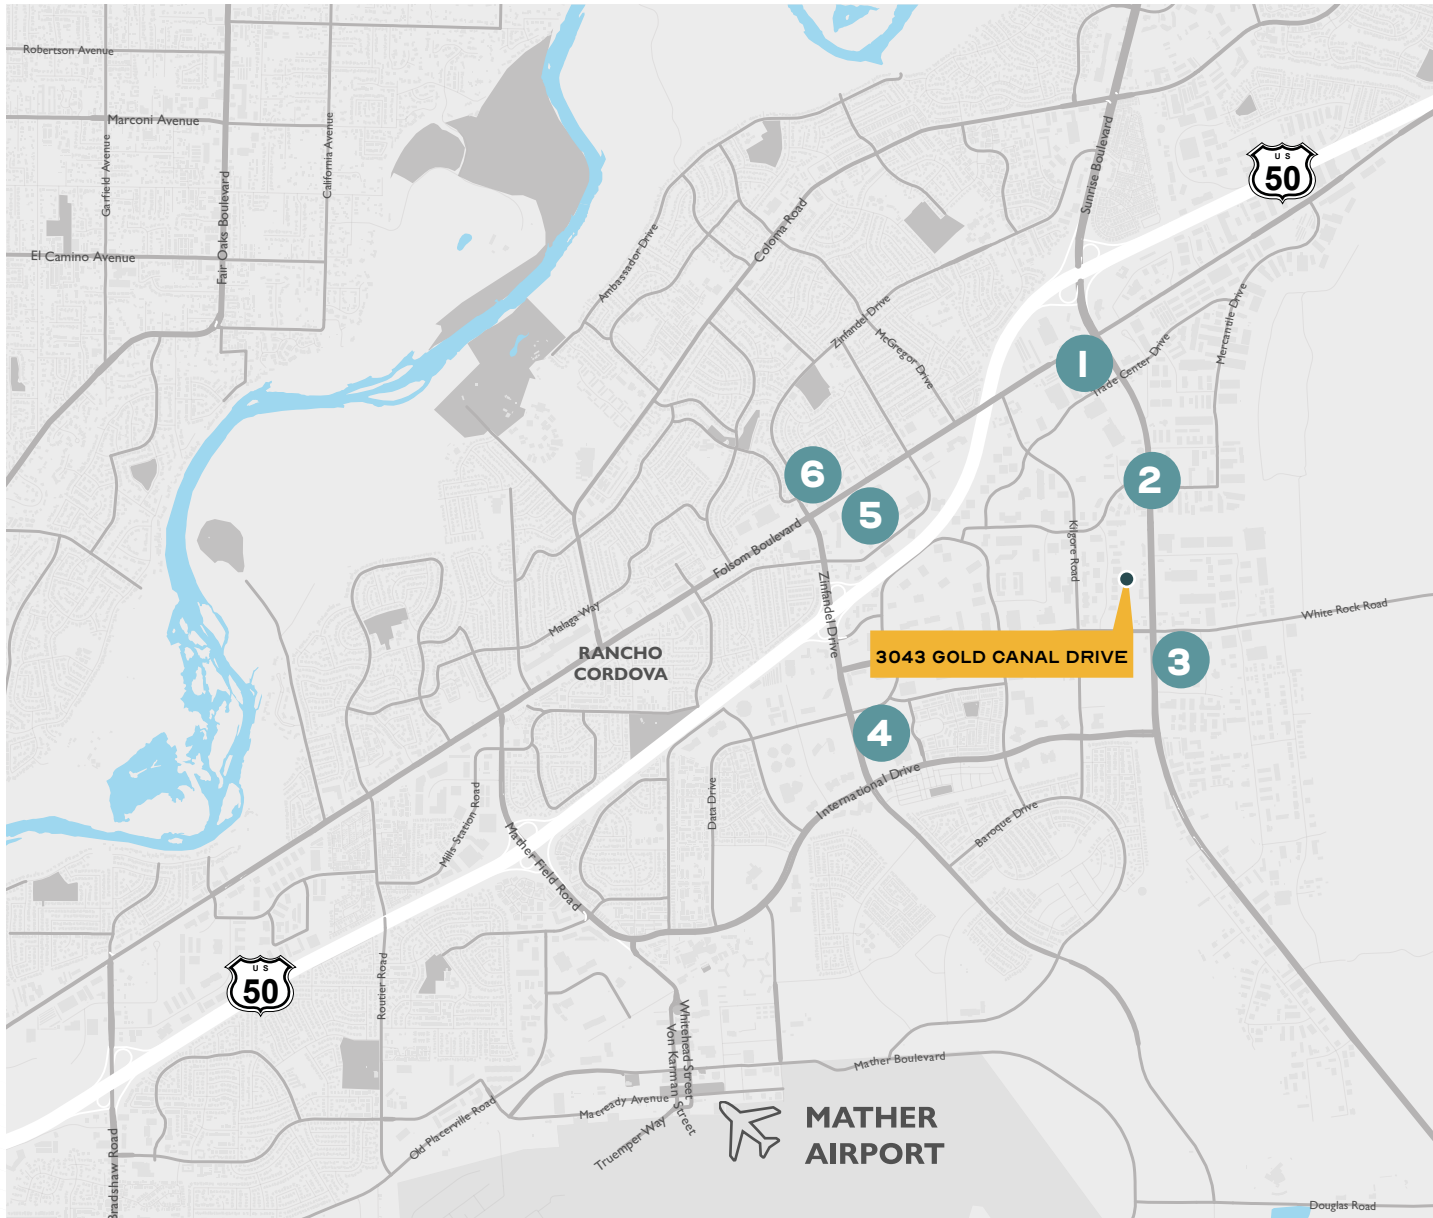 Robertson Avenue
Marconi Avenue
Garfield Avenue
Fair Oaks Boulevard
California Avenue
El Camino Avenue
Ambassador Drive
Coloma Road
Sunrise Boulevard
US
50
Zinfandel Drive
McGregor Drive
Mercantile Drive
Trade Center Drive
1
2
6
5
Folsom Boulevard
Kilgore Road
Zinfandel Drive
Malaga Way
White Rock Road
RANCHO
CORDOVA
3043 GOLD CANAL DRIVE
3
4
International Drive
Data Drive
Baroque Drive
Mills Station Road
Mather Field Road
US
50
Routier Road
Whitehead Street
Von Karman Street
Mather Boulevard
Macready Avenue
Old Placerville Road
Truemper Way
MATHER
AIRPORT
Bradshaw Road
Douglas Road